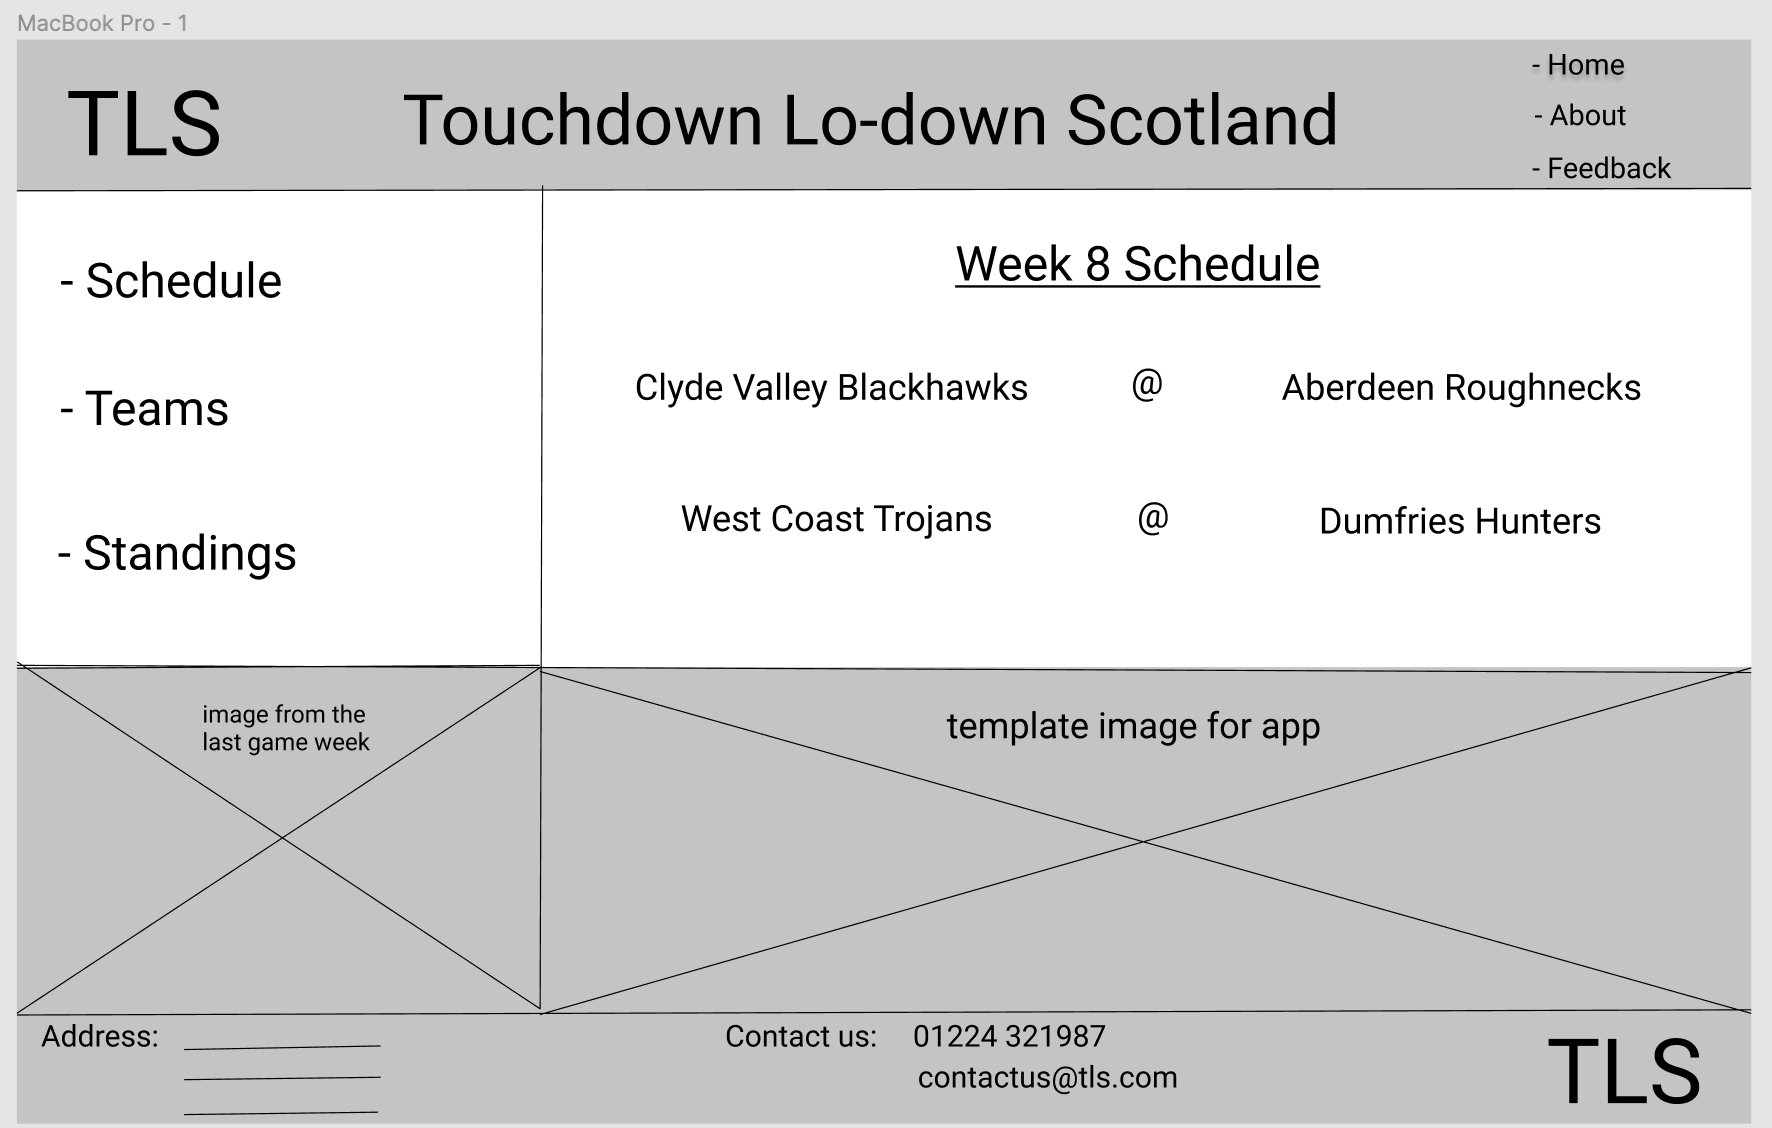 MacBook Pro - 1
TLS
Touchdown Lo-down Scotland
- Home
- About
- Feedback
- Schedule
- Teams
- Standings
Week 8 Schedule
Clyde Valley Blackhawks @ Aberdeen Roughnecks
West Coast Trojans @ Dumfries Hunters
image from the
last game week
template image for app
Address:
Contact us: 01224 321987
contactus@tls.com
TLS